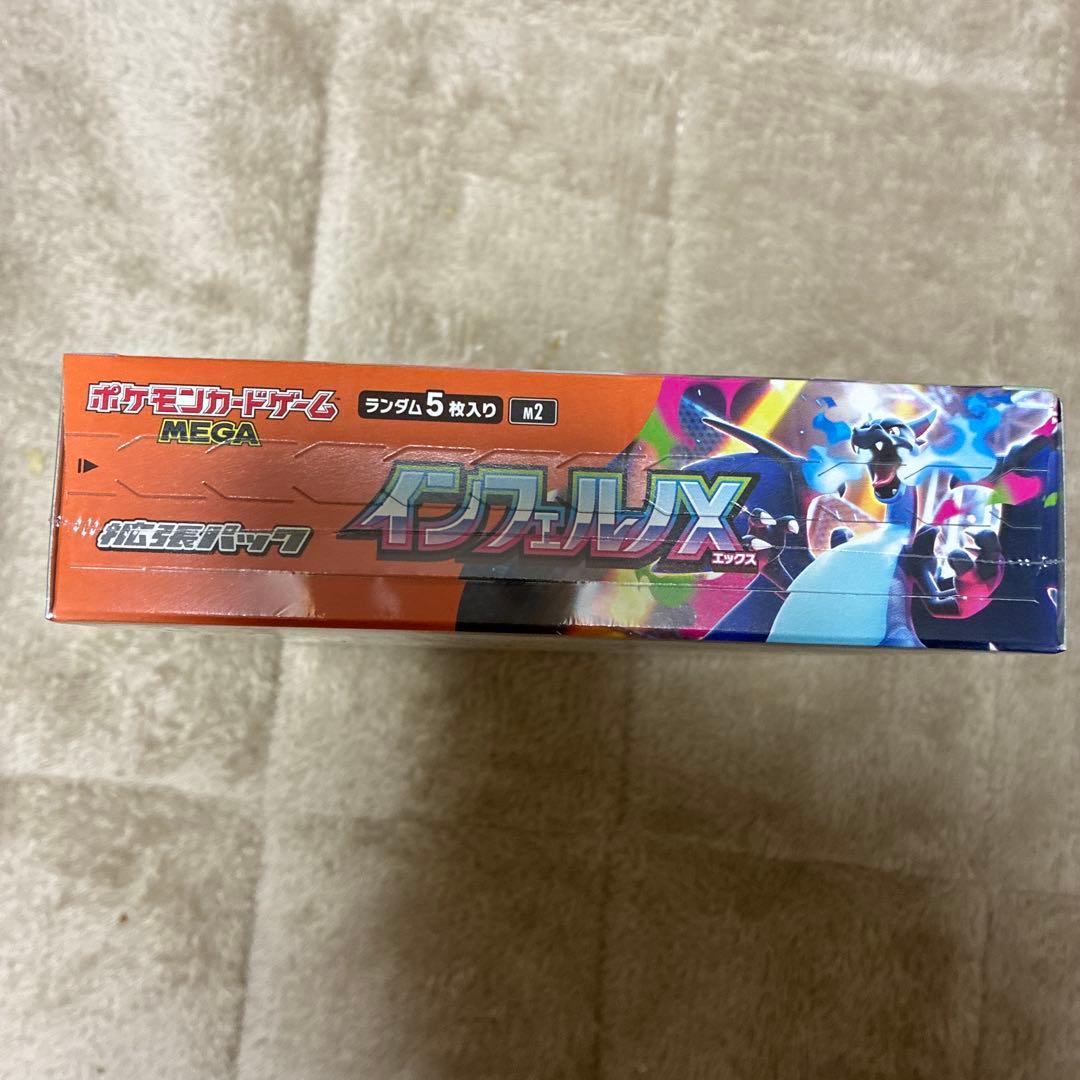 ポケモンカードゲーム
MEGA
ランダム5枚入り
M2
拡張パック
インフェルノX
エックス